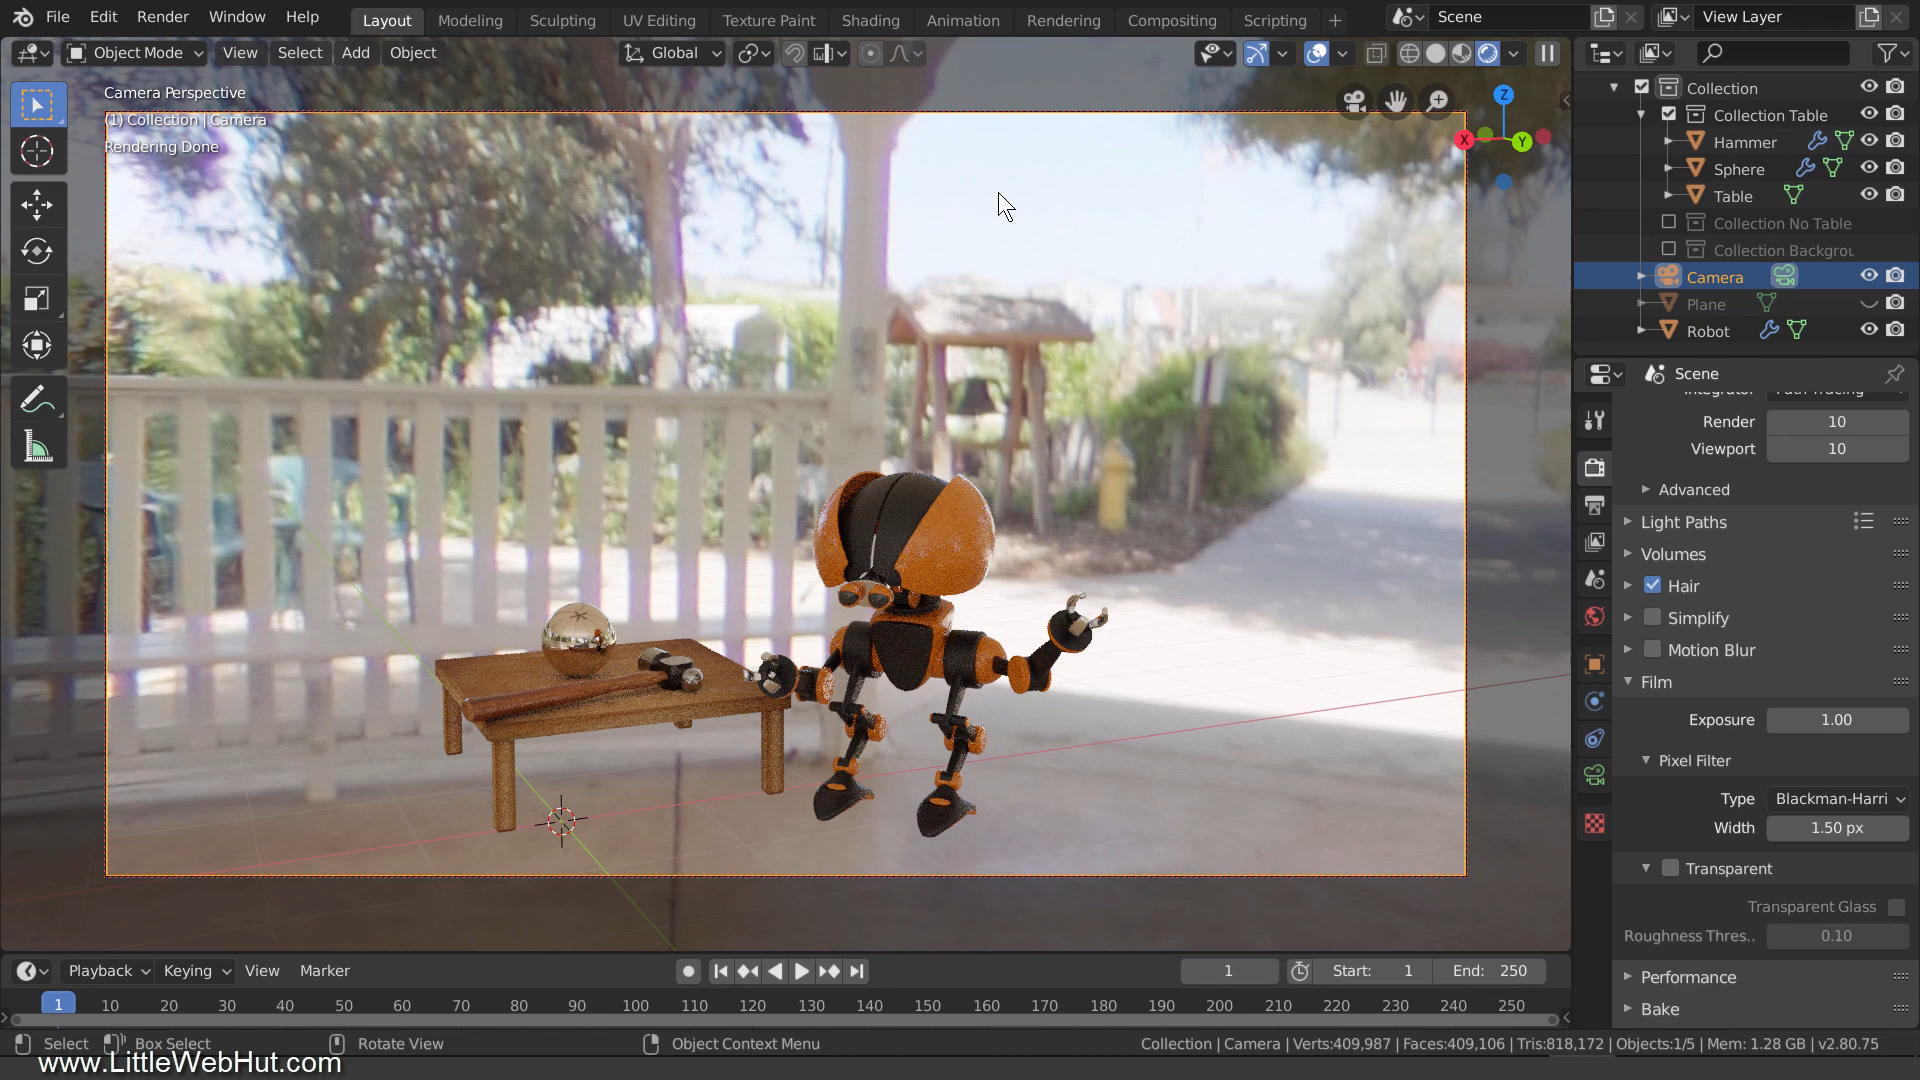 File Edit Render Window Help
Layout Modeling Sculpting UV Editing Texture Paint Shading Animation Rendering Compositing Scripting +
Scene
View Layer
Object Mode View Select Add Object
Global
Camera Perspective
(1) Collection | Camera
Rendering Done
Z
X
Y
Collection
Collection Table
Hammer
Sphere
Table
Collection No Table
Collection Backgrou
Camera
Plane
Robot
Scene
Integrator Path Tracing
Render 10
Viewport 10
Advanced
Light Paths
Volumes
Hair
Simplify
Motion Blur
Film
Exposure 1.00
Pixel Filter
Type Blackman-Harri
Width 1.50 px
Transparent
Transparent Glass
Roughness Thres.. 0.10
Performance
Bake
Playback Keying View Marker
1
Start: 1
End: 250
1 10 20 30 40 50 60 70 80 90 100 110 120 130 140 150 160 170 180 190 200 210 220 230 240 250
Select Box Select Rotate View Object Context Menu
Collection | Camera | Verts:409,987 | Faces:409,106 | Tris:818,172 | Objects:1/5 | Mem: 1.28 GB | v2.80.75
www.LittleWebHut.com